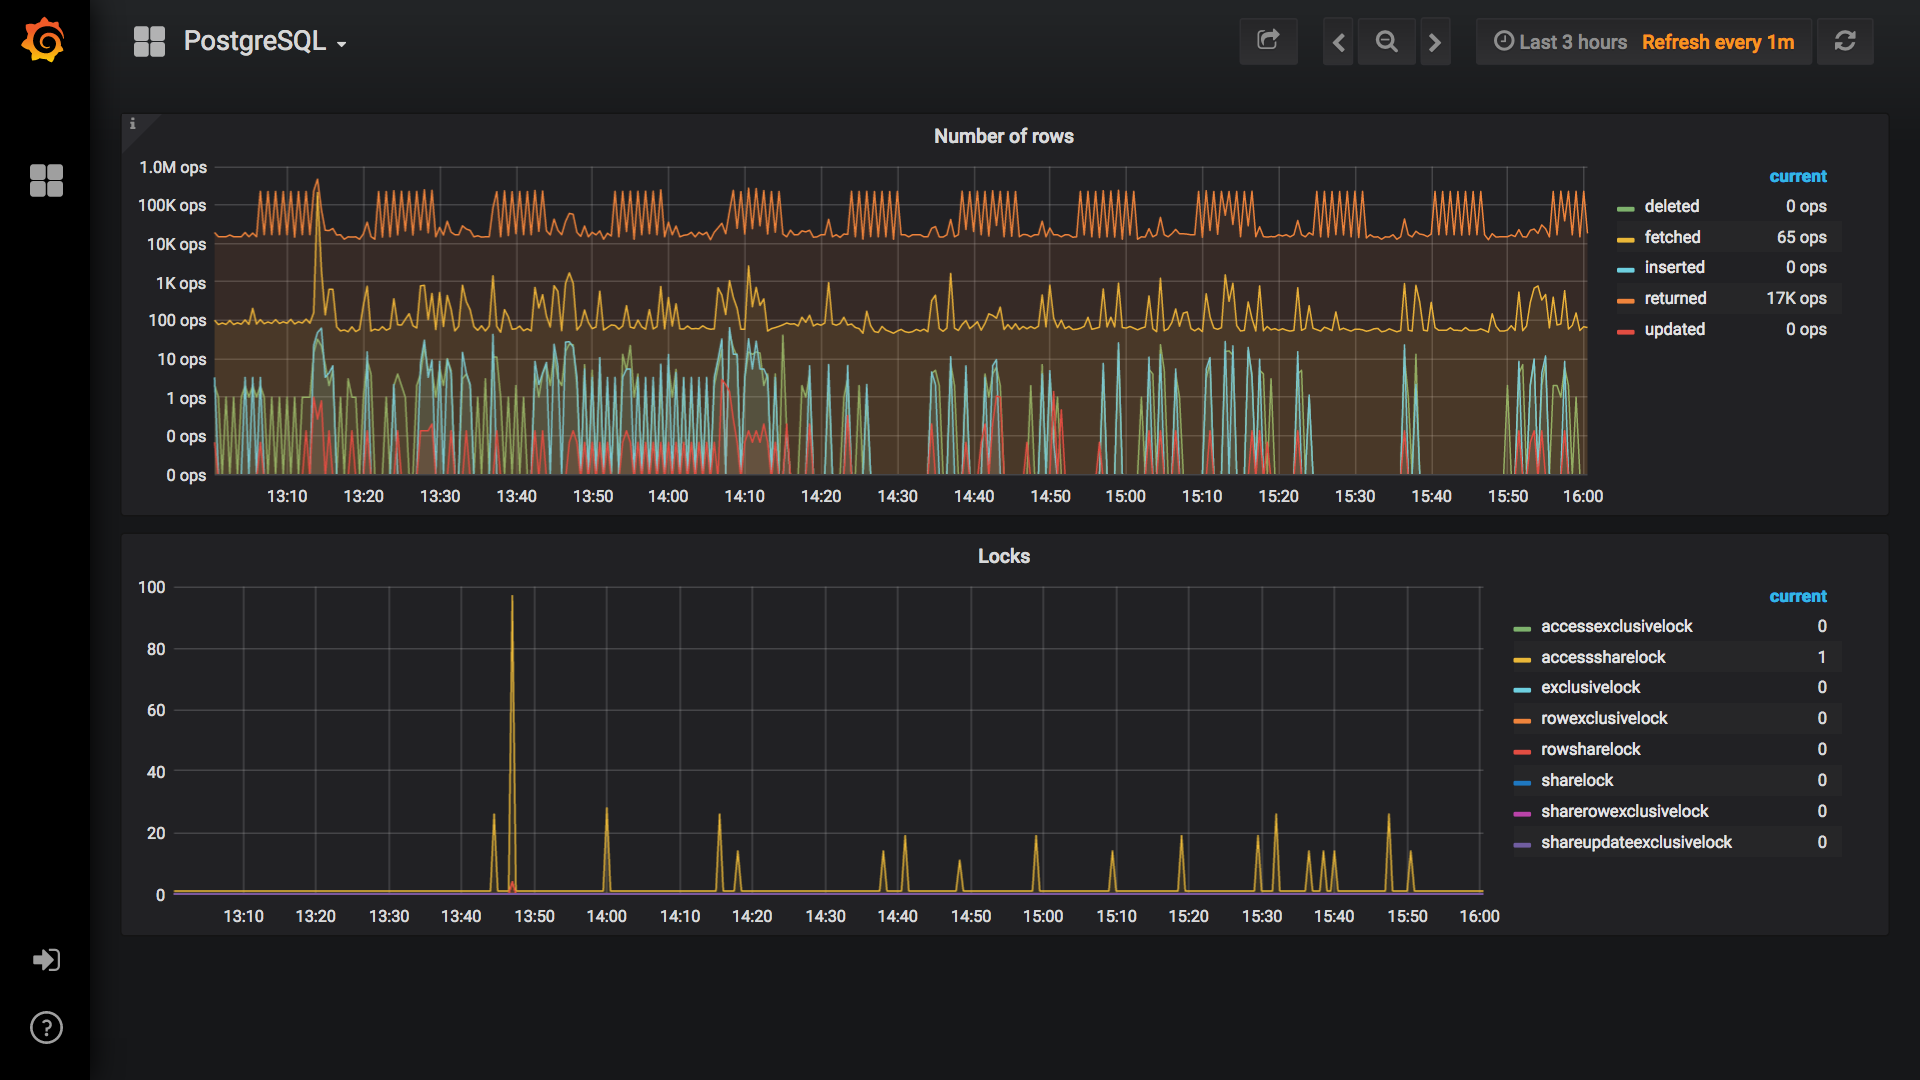 PostgreSQL
Last 3 hours Refresh every 1m
i
Number of rows
1.0M ops
100K ops
10K ops
1K ops
100 ops
10 ops
1 ops
0 ops
0 ops
13:10 13:20 13:30 13:40 13:50 14:00 14:10 14:20 14:30 14:40 14:50 15:00 15:10 15:20 15:30 15:40 15:50 16:00
current
deleted 0 ops
fetched 65 ops
inserted 0 ops
returned 17K ops
updated 0 ops
Locks
100
80
60
40
20
0
13:10 13:20 13:30 13:40 13:50 14:00 14:10 14:20 14:30 14:40 14:50 15:00 15:10 15:20 15:30 15:40 15:50 16:00
current
accessexclusivelock 0
accesssharelock 1
exclusivelock 0
rowexclusivelock 0
rowsharelock 0
sharelock 0
sharerowexclusivelock 0
shareupdateexclusivelock 0
?